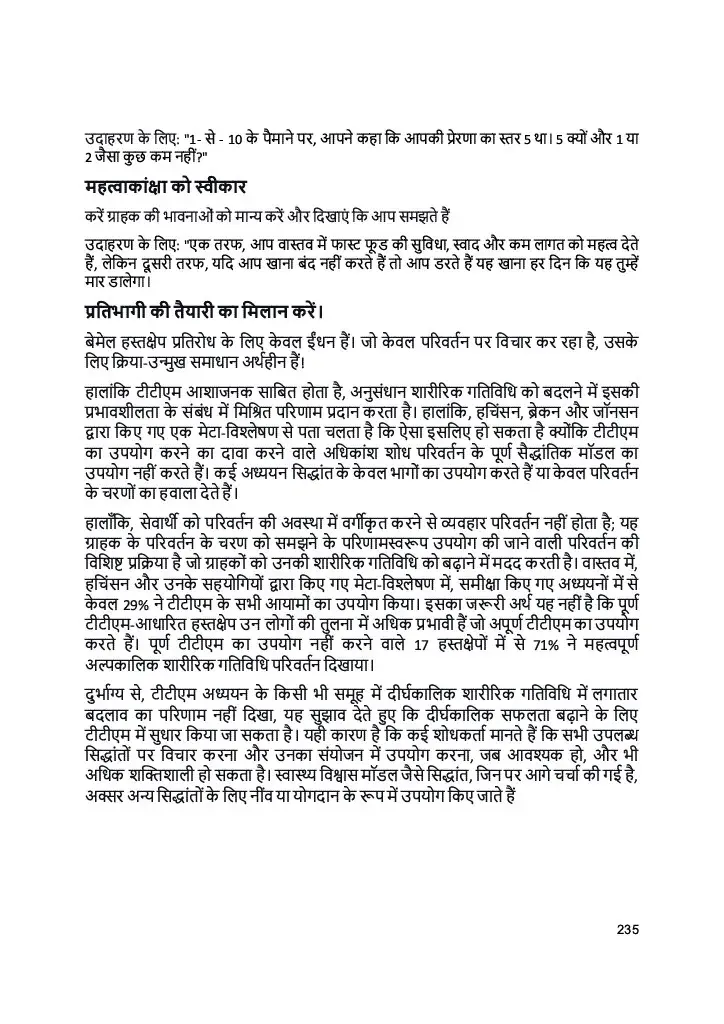 उदाहरण के लिए: "1- से - 10 के पैमाने पर, आपने कहा कि आपकी प्रेरणा का स्तर 5 था। 5 क्यों और 1 या
2 जैसा कुछ कम नहीं?"
महत्वाकांक्षा को स्वीकार
करें ग्राहक की भावनाओं को मान्य करें और दिखाएं कि आप समझते हैं
उदाहरण के लिए: "एक तरफ, आप वास्तव में फास्ट फूड की सुविधा, स्वाद और कम लागत को महत्व देते
हैं, लेकिन दूसरी तरफ, यदि आप खाना बंद नहीं करते हैं तो आप डरते हैं यह खाना हर दिन कि यह तुम्हें
मार डालेगा।
प्रतिभागी की तैयारी का मिलान करें।
बेमेल हस्तक्षेप प्रतिरोध के लिए केवल ईंधन हैं। जो केवल परिवर्तन पर विचार कर रहा है, उसके
लिए क्रिया-उन्मुख समाधान अर्थहीन हैं!
हालांकि टीटीएम आशाजनक साबित होता है, अनुसंधान शारीरिक गतिविधि को बदलने में इसकी
प्रभावशीलता के संबंध में मिश्रित परिणाम प्रदान करता है। हालांकि, हचिंसन, ब्रेकन और जॉनसन
द्वारा किए गए एक मेटा-विश्लेषण से पता चलता है कि ऐसा इसलिए हो सकता है क्योंकि टीटीएम
का उपयोग करने का दावा करने वाले अधिकांश शोध परिवर्तन के पूर्ण सैद्धांतिक मॉडल का
उपयोग नहीं करते हैं। कई अध्ययन सिद्धांत के केवल भागों का उपयोग करते हैं या केवल परिवर्तन
के चरणों का हवाला देते हैं।
हालाँकि, सेवार्थी को परिवर्तन की अवस्था में वर्गीकृत करने से व्यवहार परिवर्तन नहीं होता है; यह
ग्राहक के परिवर्तन के चरण को समझने के परिणामस्वरूप उपयोग की जाने वाली परिवर्तन की
विशिष्ट प्रक्रिया है जो ग्राहकों को उनकी शारीरिक गतिविधि को बढ़ाने में मदद करती है। वास्तव में,
हचिंसन और उनके सहयोगियों द्वारा किए गए मेटा-विश्लेषण में, समीक्षा किए गए अध्ययनों में से
केवल 29% ने टीटीएम के सभी आयामों का उपयोग किया। इसका जरूरी अर्थ यह नहीं है कि पूर्ण
टीटीएम-आधारित हस्तक्षेप उन लोगों की तुलना में अधिक प्रभावी हैं जो अपूर्ण टीटीएम का उपयोग
करते हैं। पूर्ण टीटीएम का उपयोग नहीं करने वाले 17 हस्तक्षेपों में से 71% ने महत्वपूर्ण
अल्पकालिक शारीरिक गतिविधि परिवर्तन दिखाया।
दुर्भाग्य से, टीटीएम अध्ययन के किसी भी समूह में दीर्घकालिक शारीरिक गतिविधि में लगातार
बदलाव का परिणाम नहीं दिखा, यह सुझाव देते हुए कि दीर्घकालिक सफलता बढ़ाने के लिए
टीटीएम में सुधार किया जा सकता है। यही कारण है कि कई शोधकर्ता मानते हैं कि सभी उपलब्ध
सिद्धांतों पर विचार करना और उनका संयोजन में उपयोग करना, जब आवश्यक हो, और भी
अधिक शक्तिशाली हो सकता है। स्वास्थ्य विश्वास मॉडल जैसे सिद्धांत, जिन पर आगे चर्चा की गई है,
अक्सर अन्य सिद्धांतों के लिए नींव या योगदान के रूप में उपयोग किए जाते हैं
235